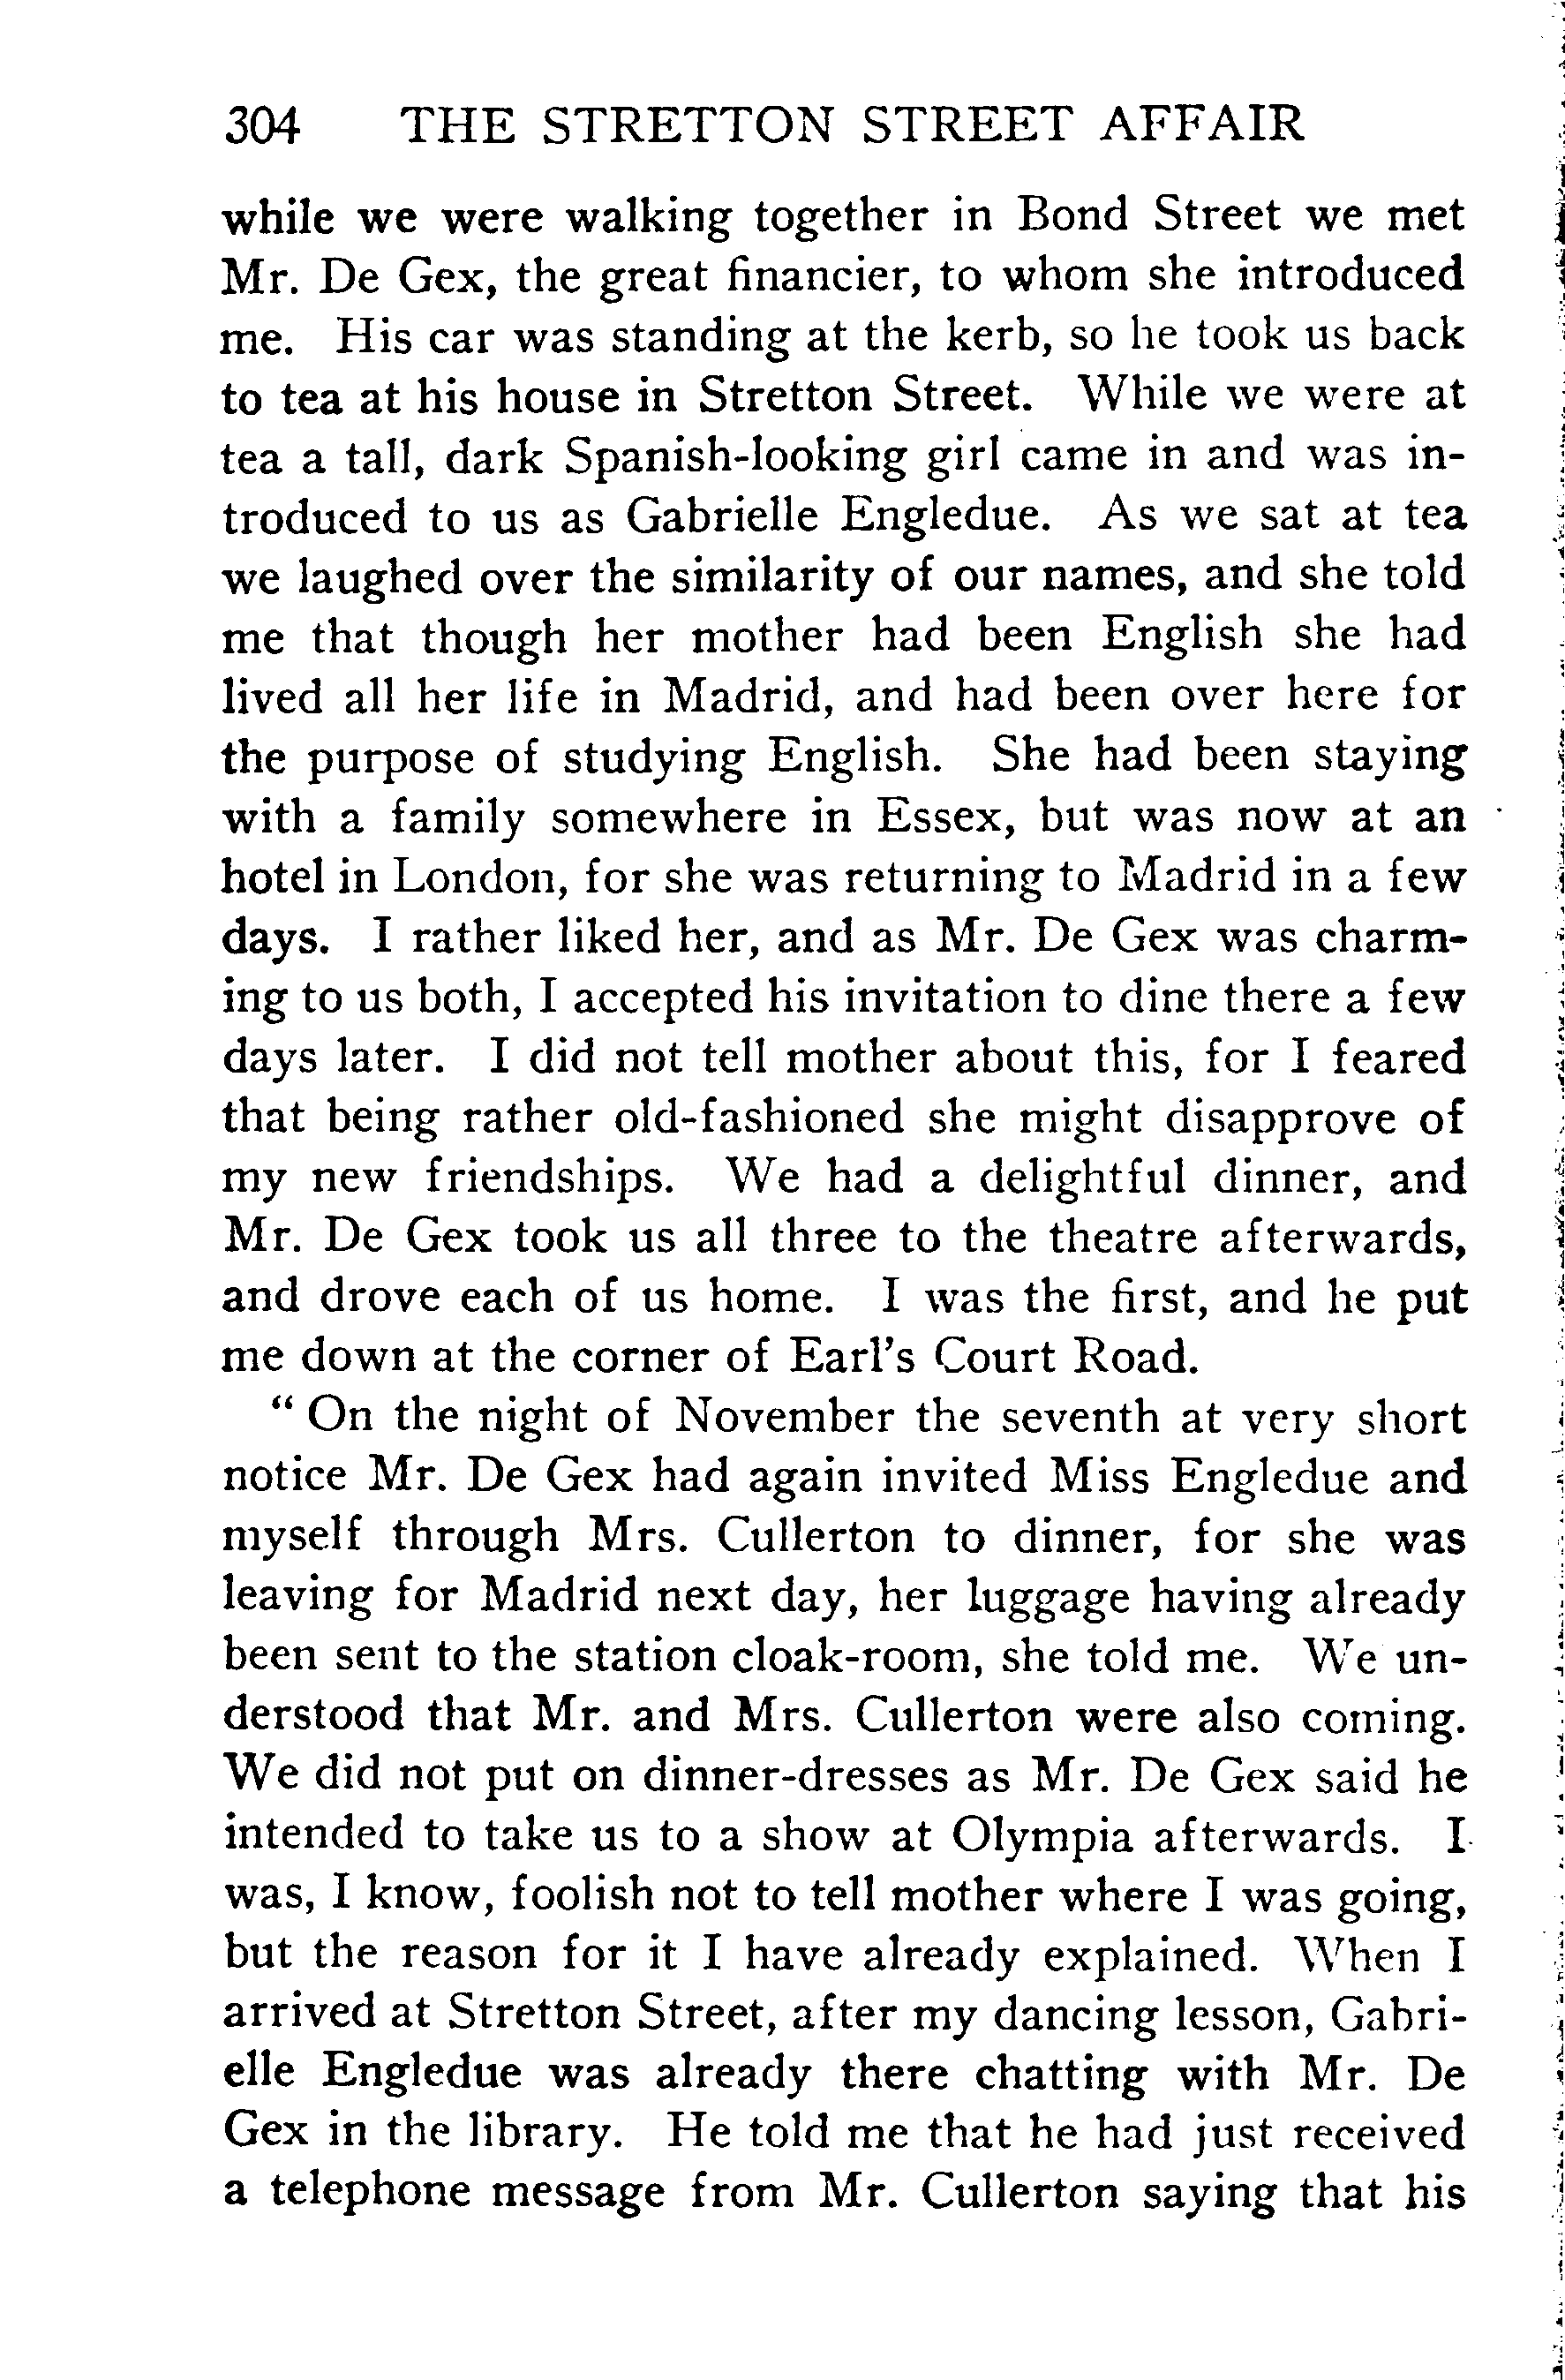 304 THE STRETTON STREET AFFAIR
while we were walking together in Bond Street we met
Mr. De Gex, the great financier, to whom she introduced
me. His car was standing at the kerb, so he took us back
to tea at his house in Stretton Street. While we were at
tea a tall, dark Spanish-looking girl came in and was in-
troduced to us as Gabrielle Engledue. As we sat at tea
we laughed over the similarity of our names, and she told
me that though her mother had been English she had
lived all her life in Madrid, and had been over here for
the purpose of studying English. She had been staying
with a family somewhere in Essex, but was now at an
hotel in London, for she was returning to Madrid in a few
days. I rather liked her, and as Mr. De Gex was charm-
ing to us both, I accepted his invitation to dine there a few
days later. I did not tell mother about this, for I feared
that being rather old-fashioned she might disapprove of
my new friendships. We had a delightful dinner, and
Mr. De Gex took us all three to the theatre afterwards,
and drove each of us home. I was the first, and he put
me down at the corner of Earl's Court Road.
“ On the night of November the seventh at very short
notice Mr. De Gex had again invited Miss Engledue and
myself through Mrs. Cullerton to dinner, for she was
leaving for Madrid next day, her luggage having already
been sent to the station cloak-room, she told me. We un-
derstood that Mr. and Mrs. Cullerton were also coming.
We did not put on dinner-dresses as Mr. De Gex said he
intended to take us to a show at Olympia afterwards. I
was, I know, foolish not to tell mother where I was going,
but the reason for it I have already explained. When I
arrived at Stretton Street, after my dancing lesson, Gabri-
elle Engledue was already there chatting with Mr. De
Gex in the library. He told me that he had just received
a telephone message from Mr. Cullerton saying that his